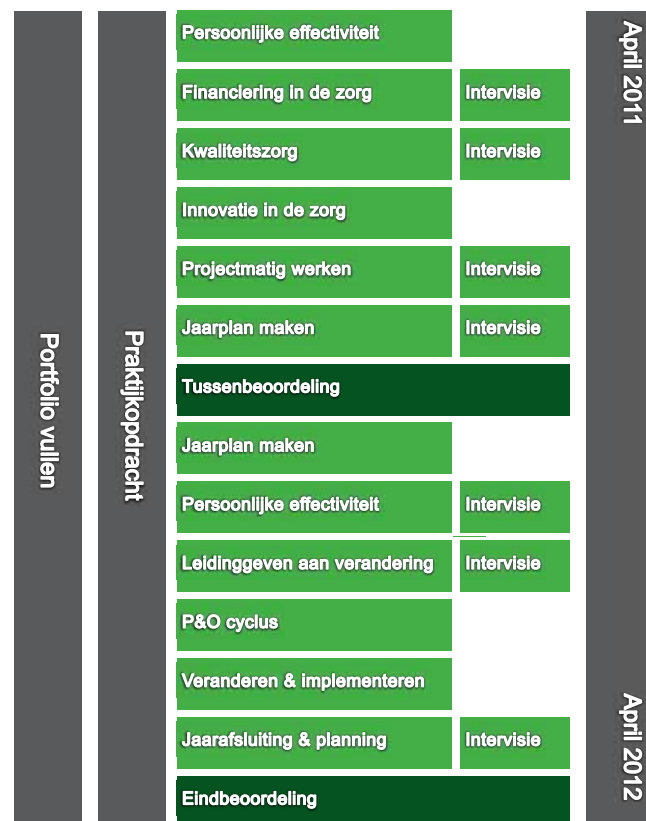 Portfolio vullen
Praktijkopdracht
Persoonlijke effectiviteit
Financiering in de zorg
Intervisie
Kwaliteitszorg
Intervisie
Innovatie in de zorg
Projectmatig werken
Intervisie
Jaarplan maken
Intervisie
Tussenbeoordeling
Jaarplan maken
Persoonlijke effectiviteit
Intervisie
Leidinggeven aan verandering
Intervisie
P&O cyclus
Veranderen & implementeren
Jaarafsluiting & planning
Intervisie
Eindbeoordeling
April 2011
April 2012